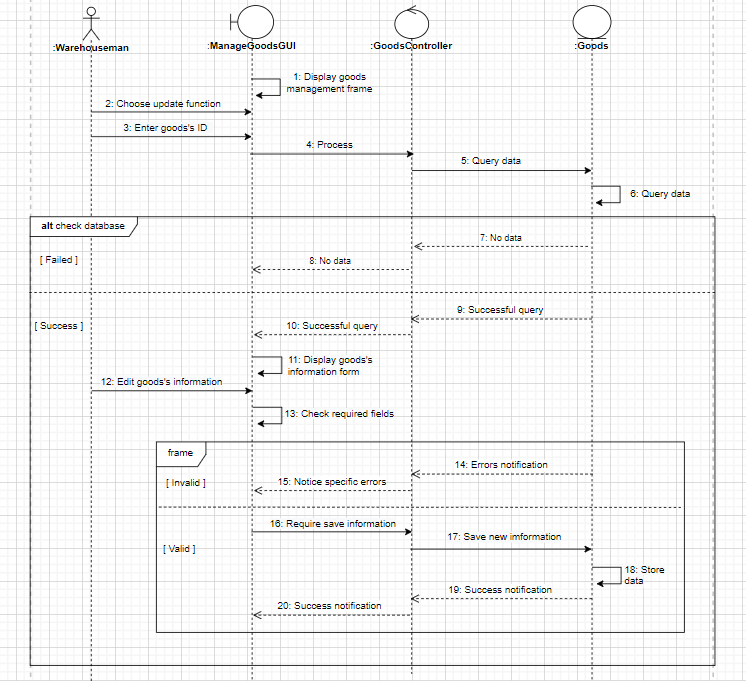 :Warehouseman
:ManageGoodsGUI
:GoodsController
:Goods
1: Display goods
management frame
2: Choose update function
3: Enter goods's ID
4: Process
5: Query data
6: Query data
alt check database
7: No data
[ Failed ]
8: No data
9: Successful query
[ Success ]
10: Successful query
11: Display goods's
information form
12: Edit goods's information
13: Check required fields
frame
14: Errors notification
[ Invalid ]
15: Notice specific errors
16: Require save information
17: Save new imformation
[ Valid ]
18: Store
data
19: Success notification
20: Success notification